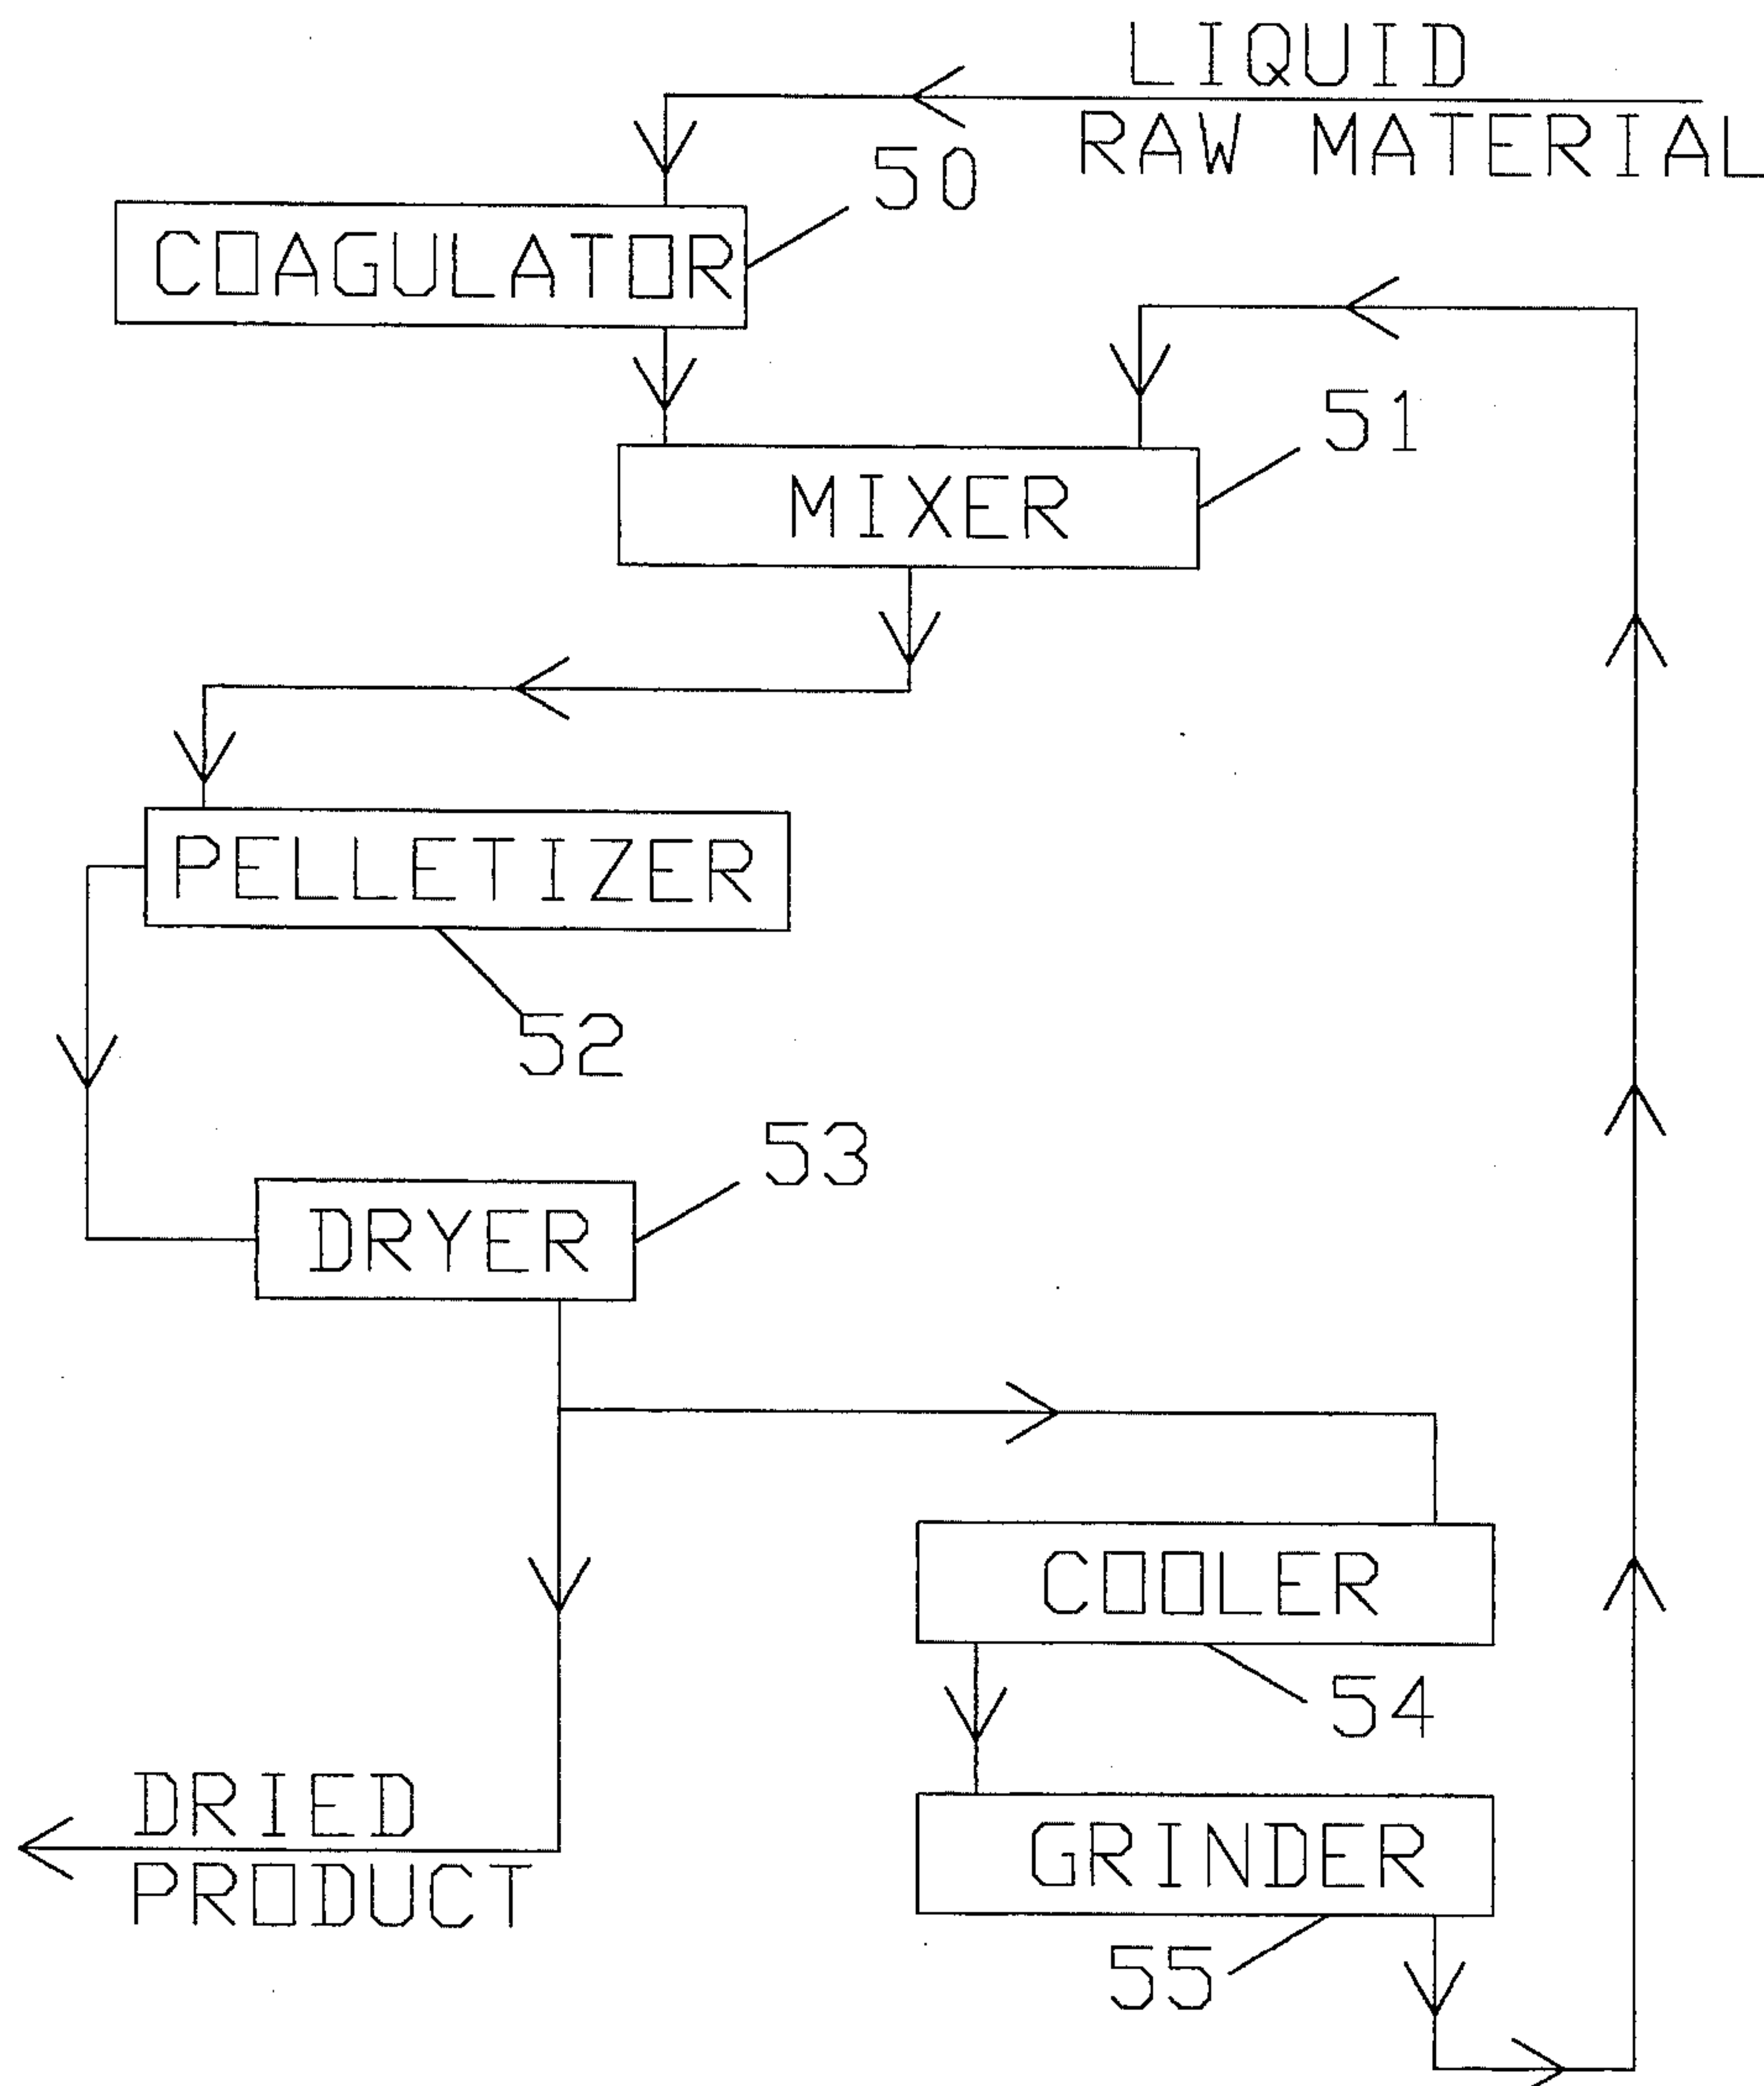 LIQUID
RAW MATERIAL
50
COAGULATOR
51
MIXER
PELLETIZER
52
53
DRYER
COOLER
54
DRIED
PRODUCT
GRINDER
55